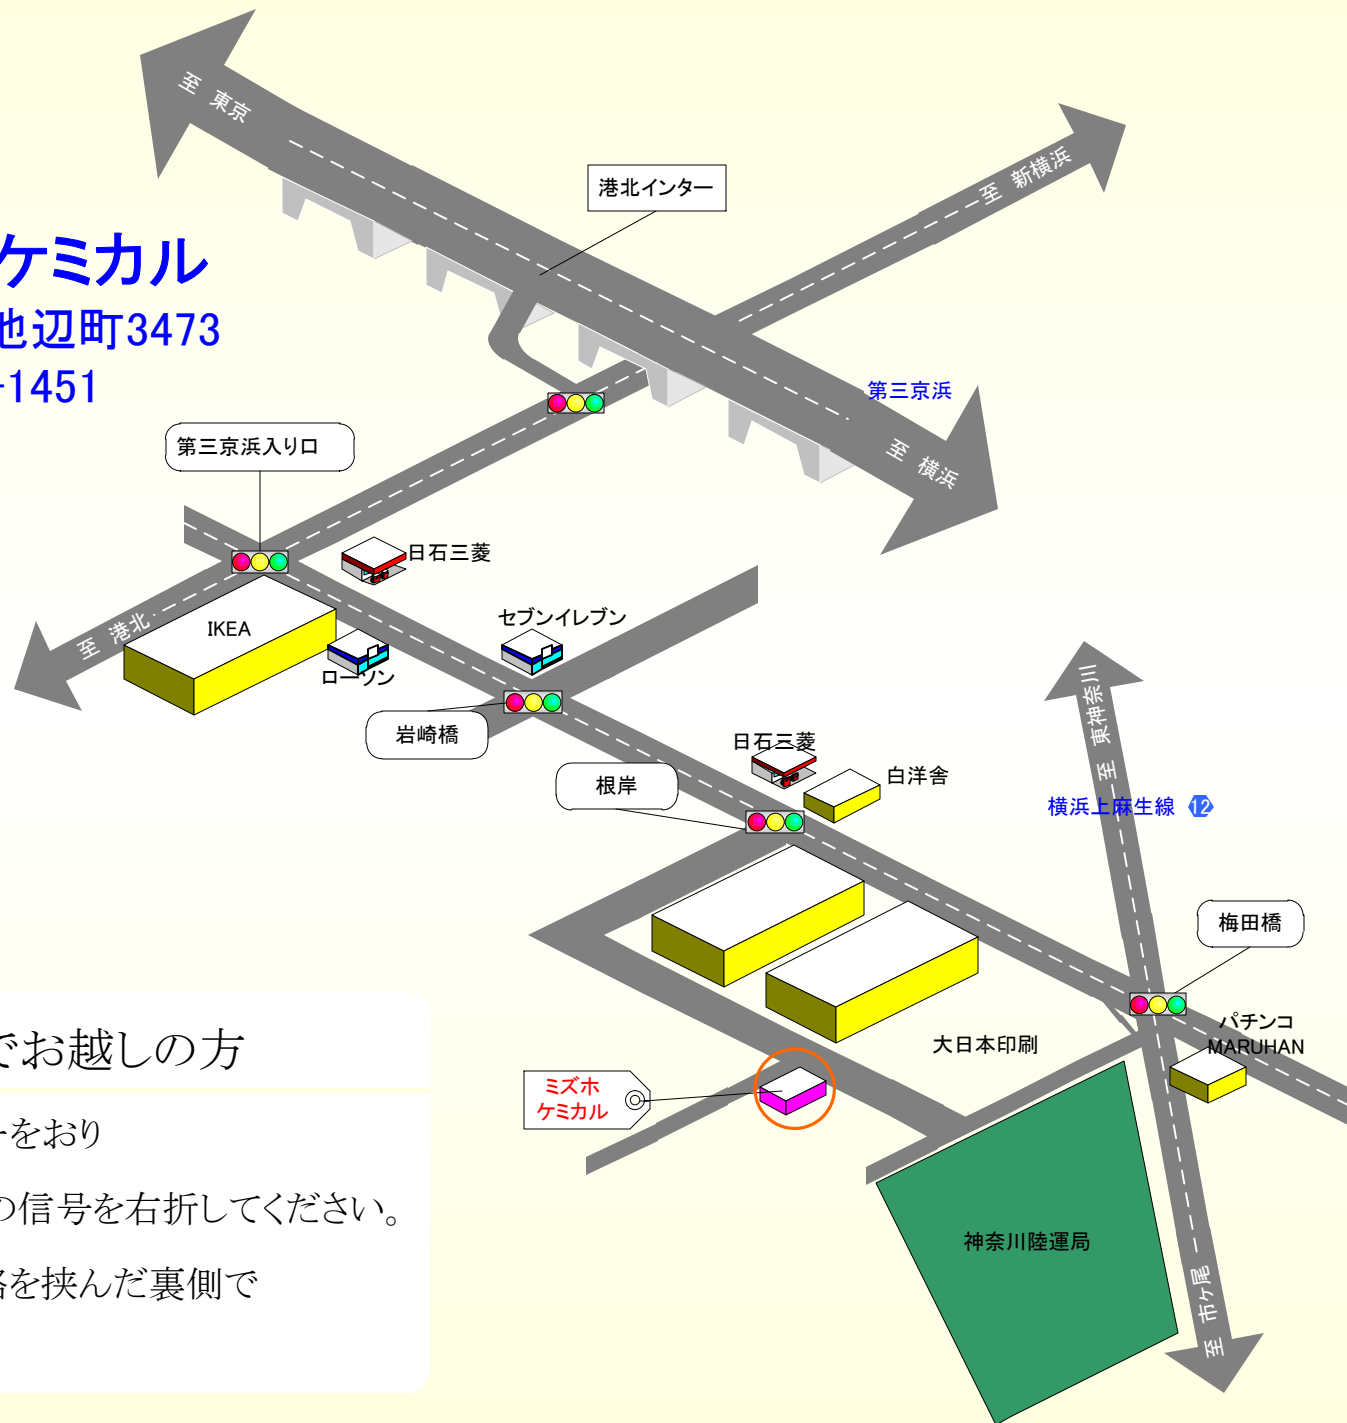 至 東京
至 新横浜
港北インター
ケミカル
池辺町3473
-1451
第三京浜
第三京浜入り口
至 横浜
日石三菱
セブンイレブン
IKEA
至 港北
ローソン
岩崎橋
日石三菱
白洋舎
根岸
至 東神奈川
横浜上麻生線 12
梅田橋
パチンコ
MARUHAN
大日本印刷
ミズホ
ケミカル
でお越しの方
ーをおり
の信号を右折してください。
路を挟んだ裏側で
神奈川陸運局
至 市ケ尾